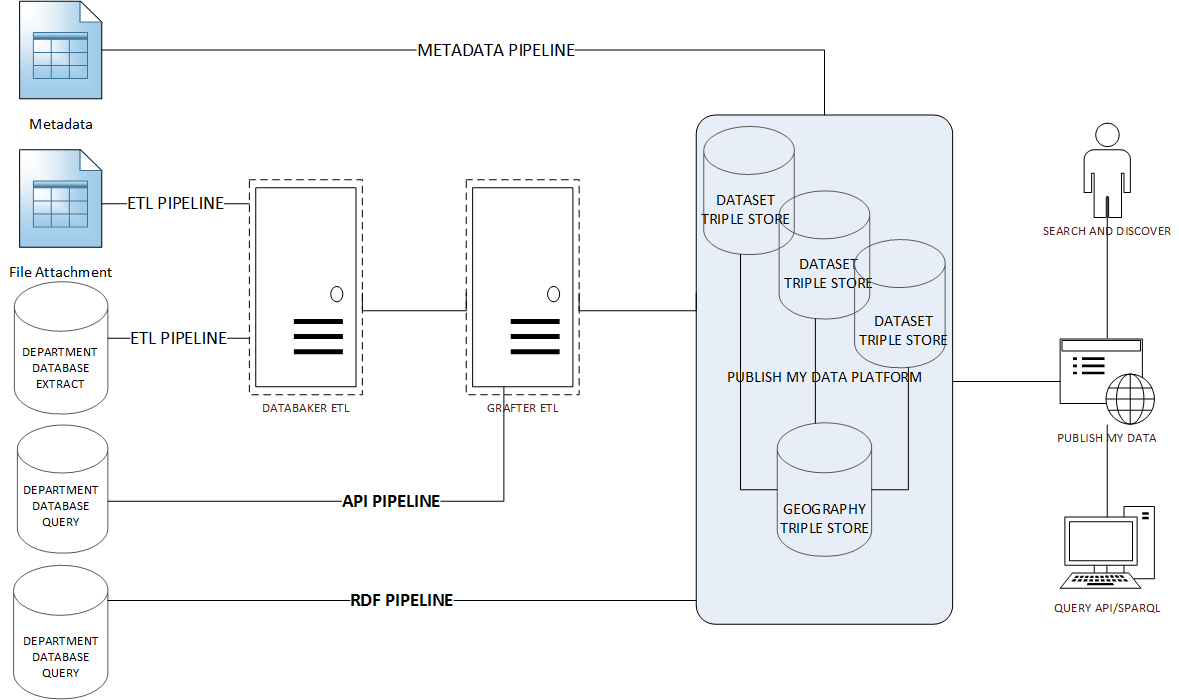 METADATA PIPELINE
Metadata
ETL PIPELINE
File Attachment
DEPARTMENT
DATABASE
EXTRACT
ETL PIPELINE
DATABAKER ETL
GRAFTER ETL
DEPARTMENT
DATABASE
QUERY
API PIPELINE
DEPARTMENT
DATABASE
QUERY
RDF PIPELINE
DATASET
TRIPLE STORE
DATASET
TRIPLE STORE
DATASET
TRIPLE STORE
PUBLISH MY DATA PLATFORM
GEOGRAPHY
TRIPLE STORE
SEARCH AND DISCOVER
PUBLISH MY DATA
QUERY API/SPARQL